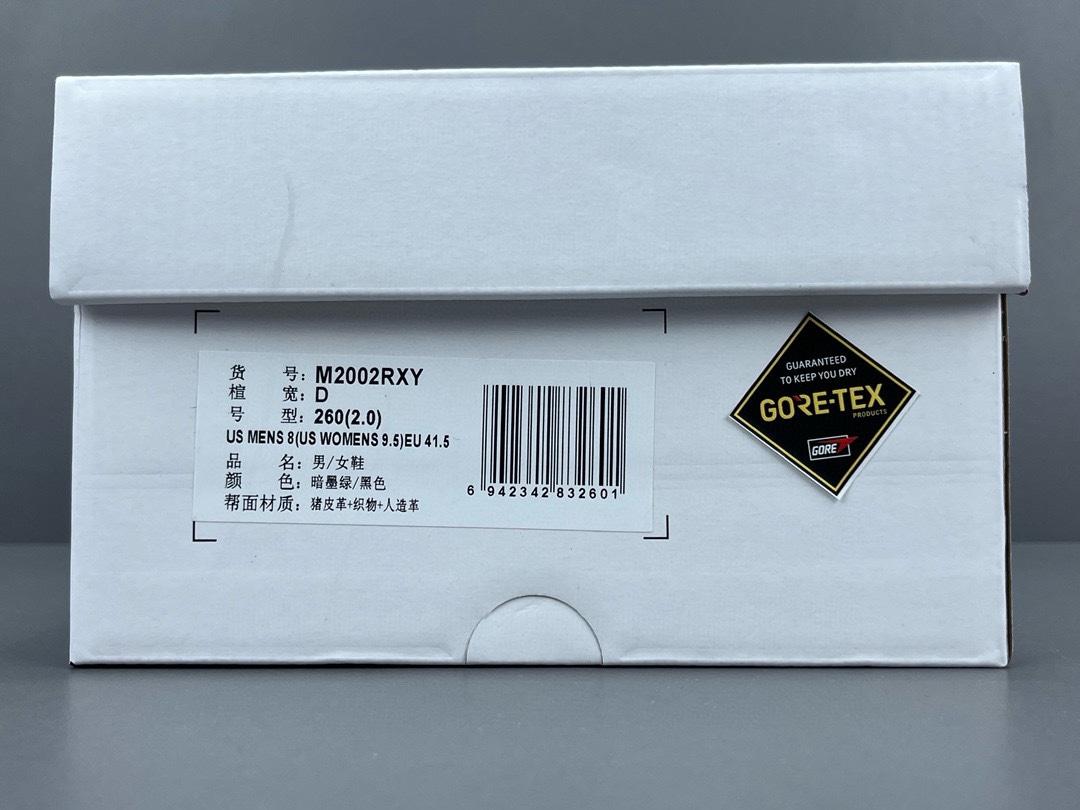 货 号：M2002RXY
楦 宽：D
号 型：260(2.0)
US MENS 8(US WOMENS 9.5)EU 41.5
品 名：男/女鞋
颜 色：暗墨绿/黑色
帮面材质：猪皮革+织物+人造革
6 942342 832601
GUARANTEED
TO KEEP YOU DRY
GORE-TEX
PRODUCTS
GORE